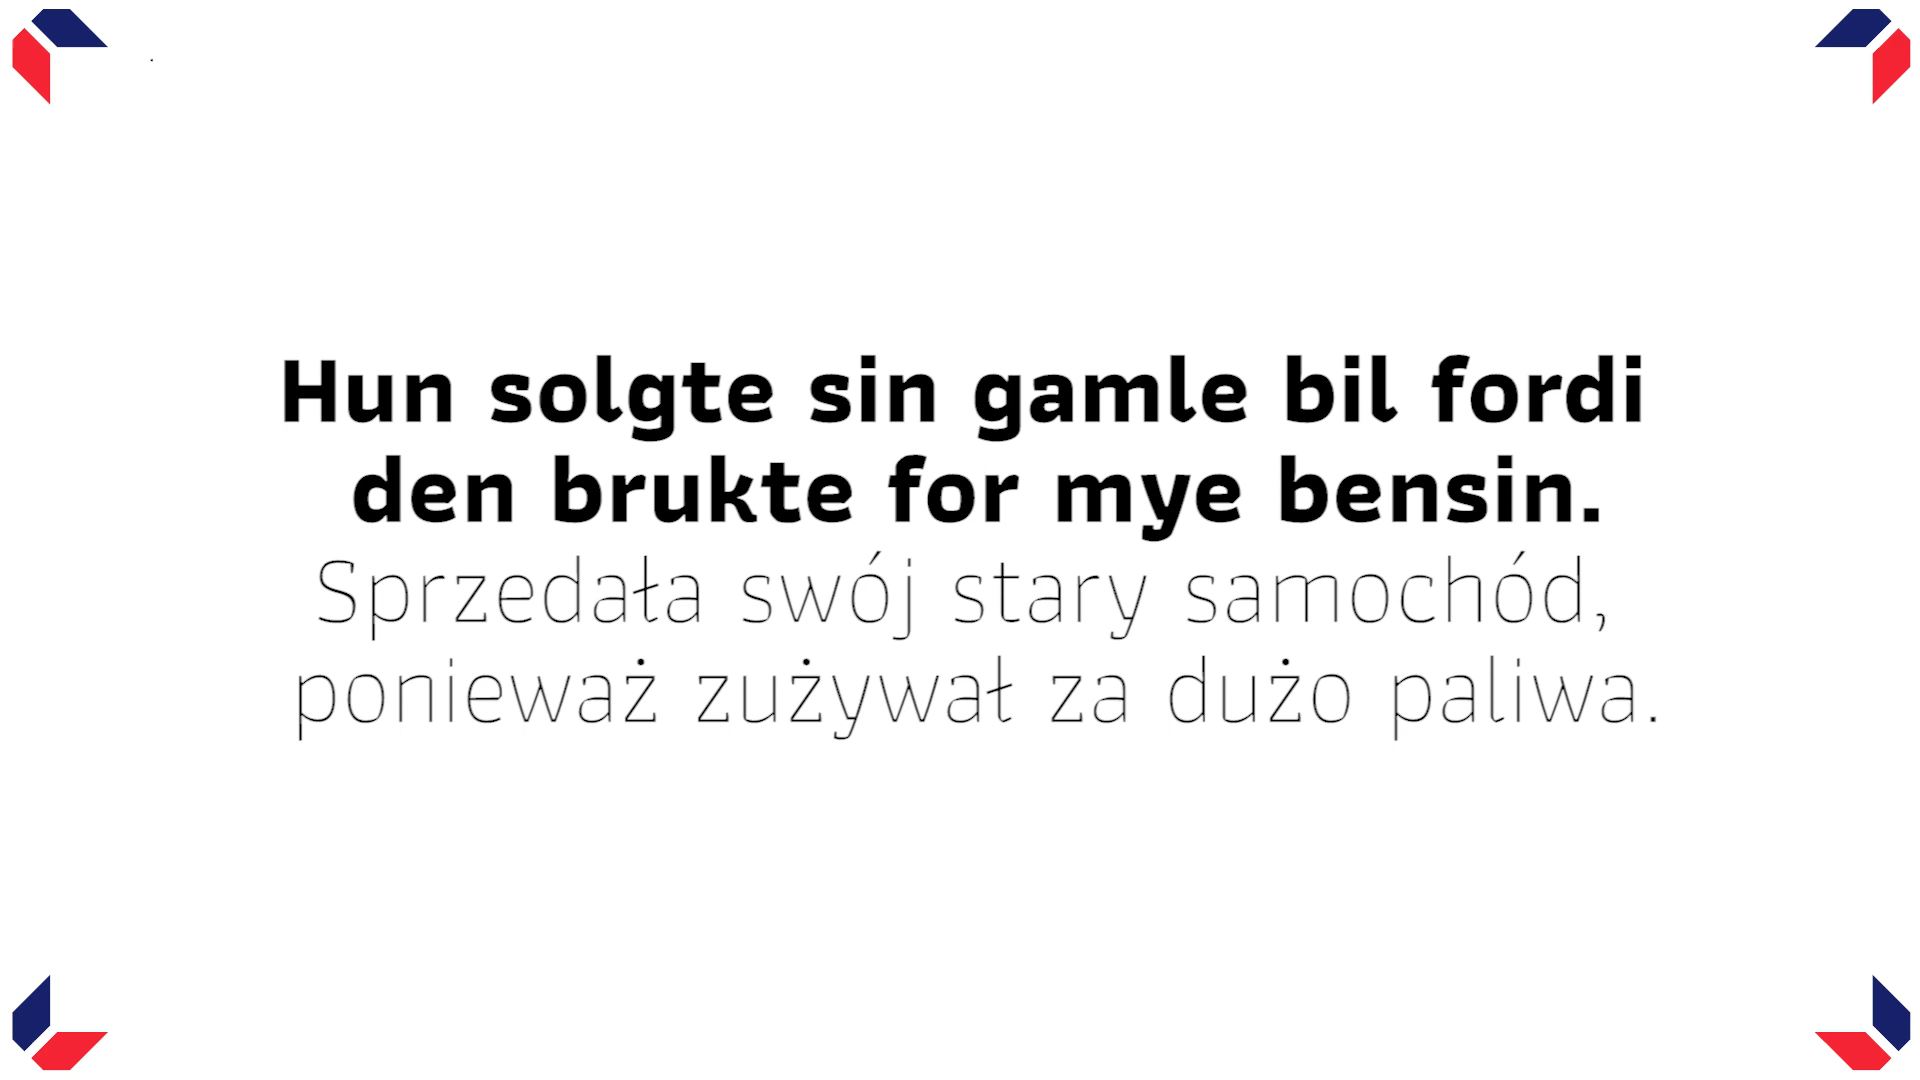 Hun solgte sin gamle bil fordi
den brukte for mye bensin.
Sprzedała swój stary samochód,
ponieważ zużywał za dużo paliwa.